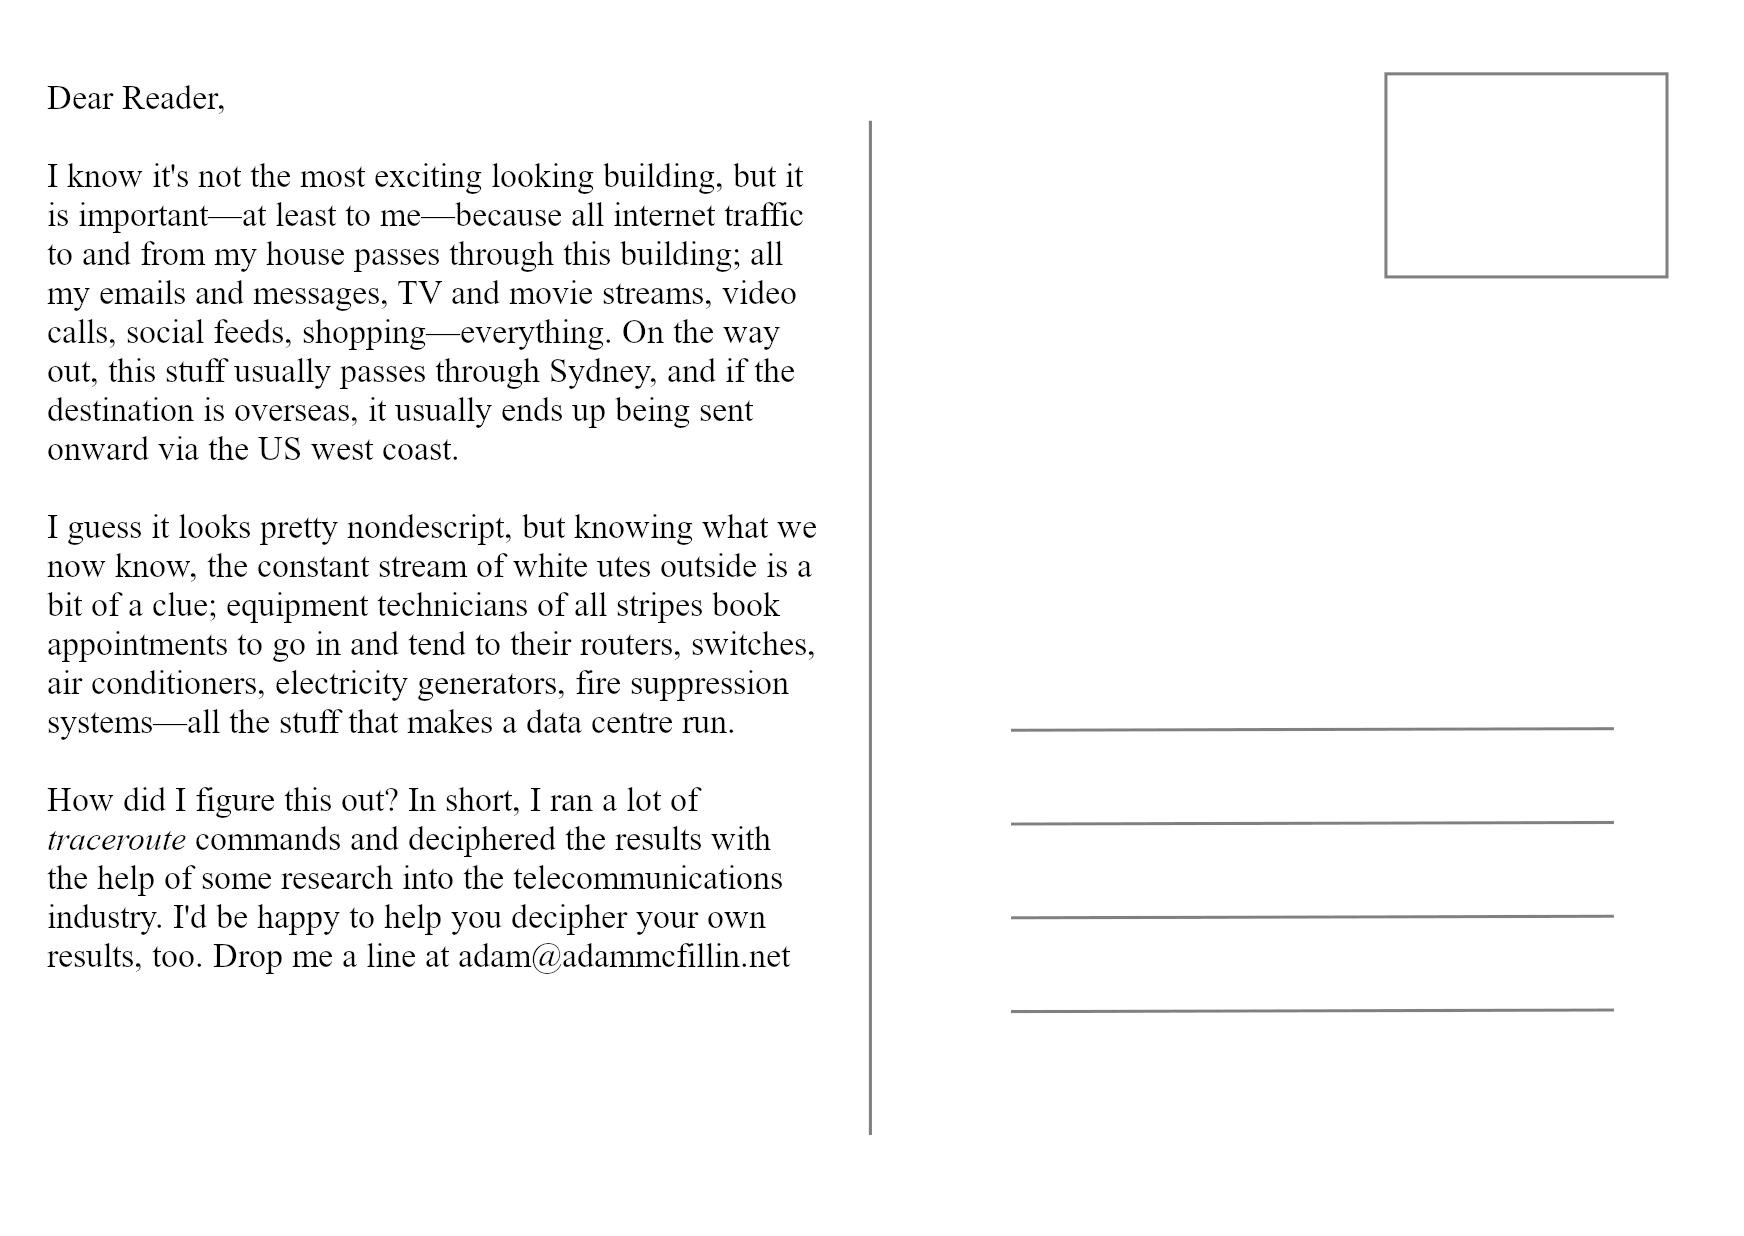 Dear Reader,
I know it's not the most exciting looking building, but it
is important—at least to me—because all internet traffic
to and from my house passes through this building; all
my emails and messages, TV and movie streams, video
calls, social feeds, shopping—everything. On the way
out, this stuff usually passes through Sydney, and if the
destination is overseas, it usually ends up being sent
onward via the US west coast.
I guess it looks pretty nondescript, but knowing what we
now know, the constant stream of white utes outside is a
bit of a clue; equipment technicians of all stripes book
appointments to go in and tend to their routers, switches,
air conditioners, electricity generators, fire suppression
systems—all the stuff that makes a data centre run.
How did I figure this out? In short, I ran a lot of
traceroute commands and deciphered the results with
the help of some research into the telecommunications
industry. I'd be happy to help you decipher your own
results, too. Drop me a line at adam@adammcfillin.net